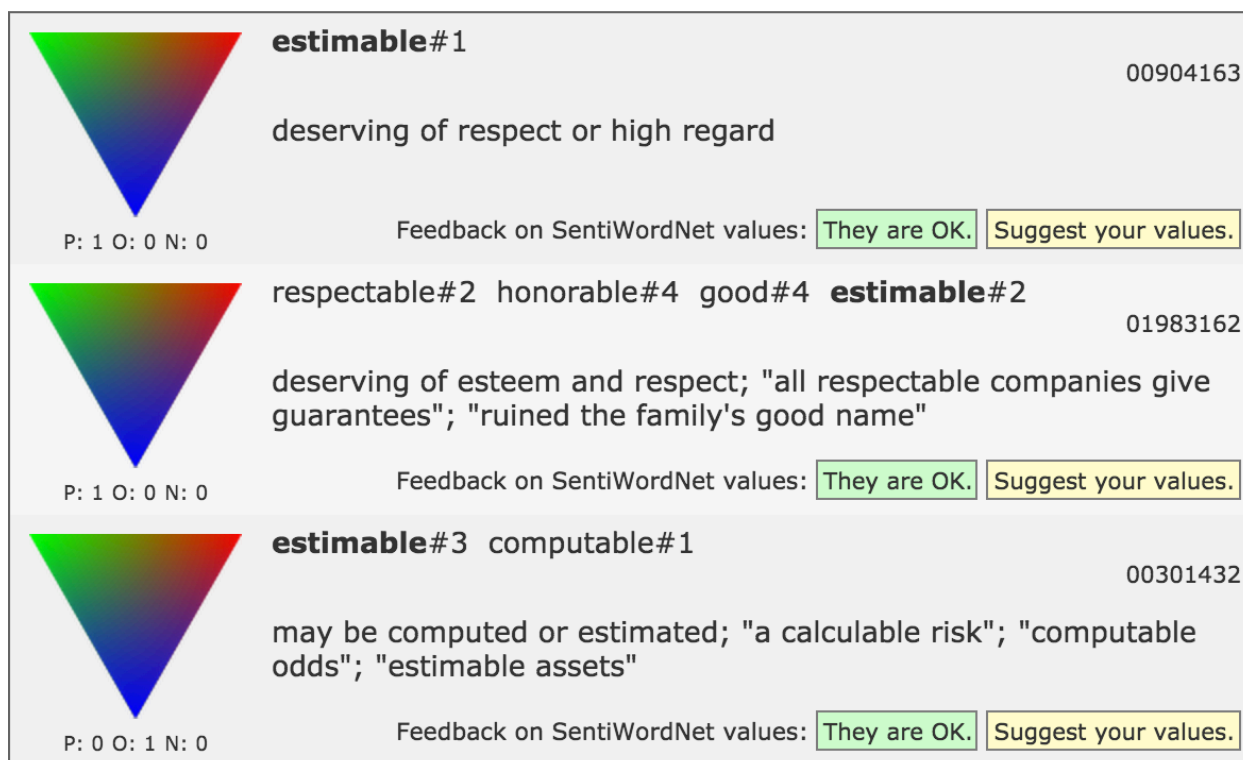 estimable#1
00904163
deserving of respect or high regard
P: 1 O: 0 N: 0
Feedback on SentiWordNet values: They are OK. Suggest your values.
respectable#2 honorable#4 good#4 estimable#2
01983162
deserving of esteem and respect; "all respectable companies give
guarantees"; "ruined the family's good name"
P: 1 O: 0 N: 0
Feedback on SentiWordNet values: They are OK. Suggest your values.
estimable#3 computable#1
00301432
may be computed or estimated; "a calculable risk"; "computable
odds"; "estimable assets"
P: 0 O: 1 N: 0
Feedback on SentiWordNet values: They are OK. Suggest your values.